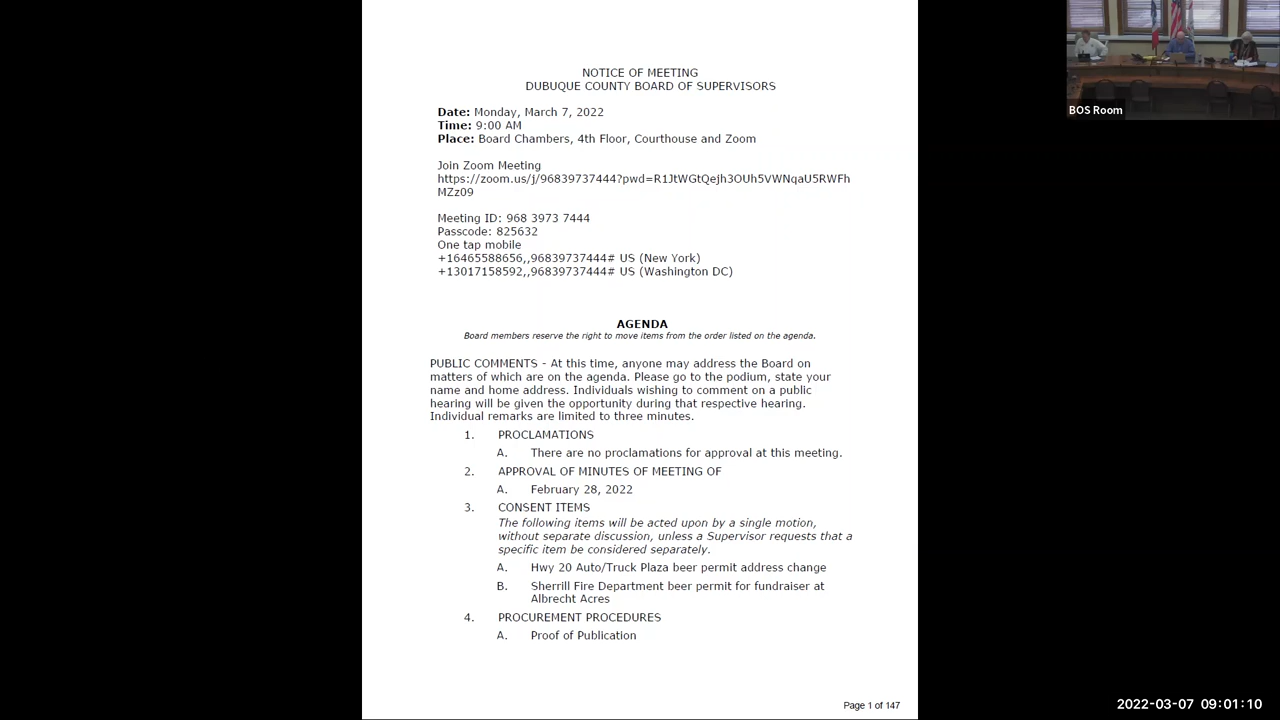 NOTICE OF MEETING
DUBUQUE COUNTY BOARD OF SUPERVISORS
Date: Monday, March 7, 2022
Time: 9:00 AM
Place: Board Chambers, 4th Floor, Courthouse and Zoom
Join Zoom Meeting
https://zoom.us/j/96839737444?pwd=R1JtWGtQejh3OUh5VWNqaU5RWFh
MZz09
Meeting ID: 968 3973 7444
Passcode: 825632
One tap mobile
+16465588656,,96839737444# US (New York)
+13017158592,,96839737444# US (Washington DC)
AGENDA
Board members reserve the right to move items from the order listed on the agenda.
PUBLIC COMMENTS - At this time, anyone may address the Board on
matters of which are on the agenda. Please go to the podium, state your
name and home address. Individuals wishing to comment on a public
hearing will be given the opportunity during that respective hearing.
Individual remarks are limited to three minutes.
1. PROCLAMATIONS
A. There are no proclamations for approval at this meeting.
2. APPROVAL OF MINUTES OF MEETING OF
A. February 28, 2022
3. CONSENT ITEMS
The following items will be acted upon by a single motion,
without separate discussion, unless a Supervisor requests that a
specific item be considered separately.
A. Hwy 20 Auto/Truck Plaza beer permit address change
B. Sherrill Fire Department beer permit for fundraiser at
Albrecht Acres
4. PROCUREMENT PROCEDURES
A. Proof of Publication
Page 1 of 147
BOS Room
2022-03-07 09:01:10